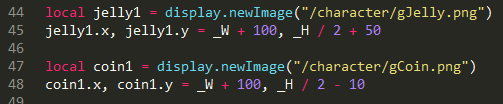 44 local jelly1 = display.newImage("/character/gJelly.png")
45 jelly1.x, jelly1.y = _W + 100, _H / 2 + 50
46
47 local coin1 = display.newImage("/character/gCoin.png")
48 coin1.x, coin1.y = _W + 100, _H / 2 - 10
49